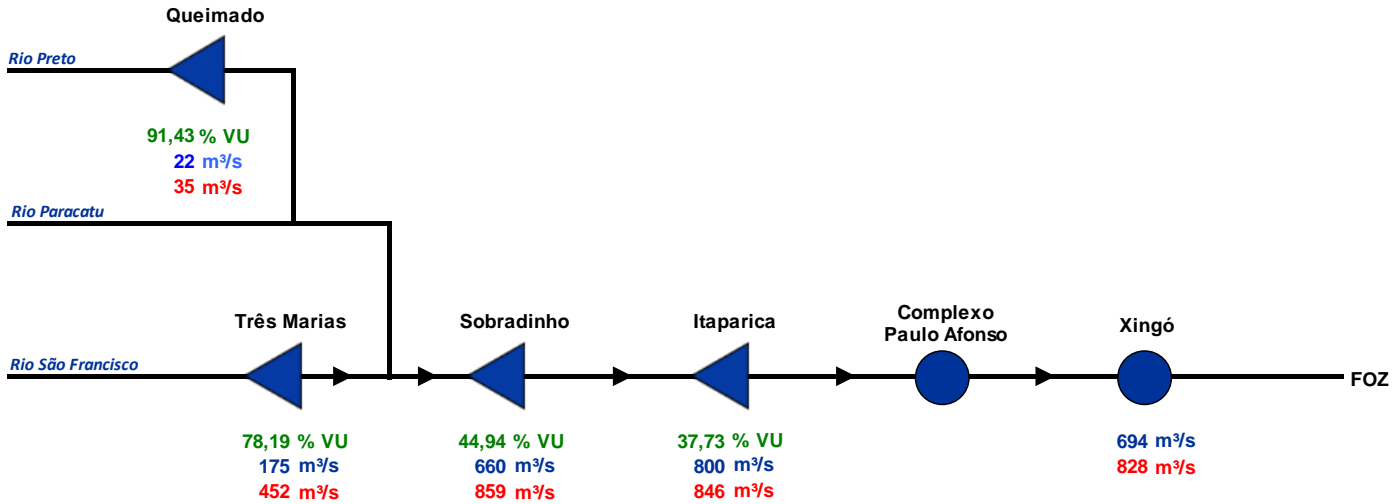 Queimado
Rio Preto
91,43 % VU
22 m³/s
35 m³/s
Rio Paracatu
Três Marias
Sobradinho
Itaparica
Complexo
Paulo Afonso
Xingó
Rio São Francisco
FOZ
78,19 % VU
175 m³/s
452 m³/s
44,94 % VU
660 m³/s
859 m³/s
37,73 % VU
800 m³/s
846 m³/s
694 m³/s
828 m³/s